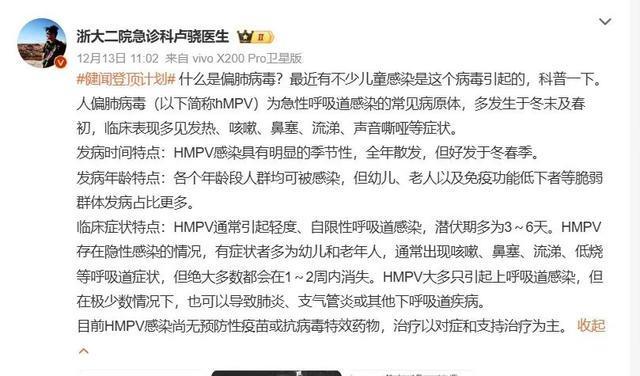 浙大二院急诊科卢骁医生
12月13日 11:02 来自 vivo X200 Pro卫星版
#健闻登顶计划# 什么是偏肺病毒？最近有不少儿童感染是这个病毒引起的，科普一下。
人偏肺病毒（以下简称hMPV）为急性呼吸道感染的常见病原体，多发生于冬末及春
初，临床表现多见发热、咳嗽、鼻塞、流涕、声音嘶哑等症状。
发病时间特点：HMPV感染具有明显的季节性，全年散发，但好发于冬春季。
发病年龄特点：各个年龄段人群均可被感染，但幼儿、老人以及免疫功能低下者等脆弱
群体发病占比更多。
临床症状特点：HMPV通常引起轻度、自限性呼吸道感染，潜伏期多为3～6天。HMPV
存在隐性感染的情况，有症状者多为幼儿和老年人，通常出现咳嗽、鼻塞、流涕、低烧
等呼吸道症状，但绝大多数都会在1～2周内消失。HMPV大多只引起上呼吸道感染，但
在极少数情况下，也可以导致肺炎、支气管炎或其他下呼吸道疾病。
目前HMPV感染尚无预防性疫苗或抗病毒特效药物，治疗以对症和支持治疗为主。 收起